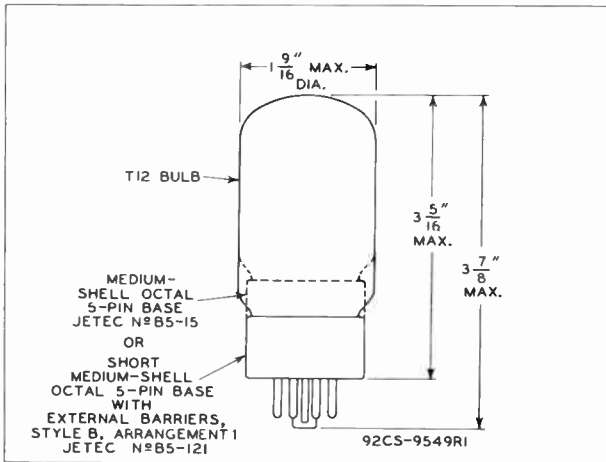 1 9/16" MAX.
DIA.
T12 BULB
3 5/16"
MAX.
3 7/8"
MAX.
MEDIUM-
SHELL OCTAL
5-PIN BASE
JETEC Nº B5-15
OR
SHORT
MEDIUM-SHELL
OCTAL 5-PIN BASE
WITH
EXTERNAL BARRIERS,
STYLE B, ARRANGEMENT 1
JETEC Nº B5-121
92CS-9549R1